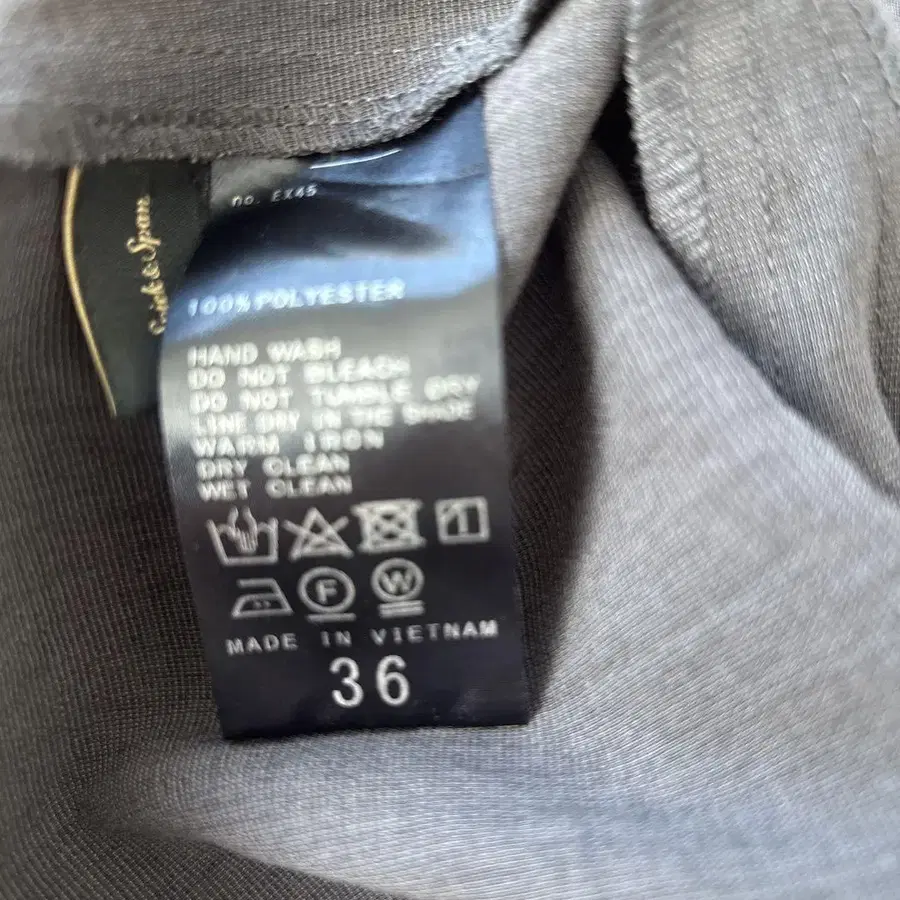 & Span
no. EX45
100% POLYESTER
HAND WASH
DO NOT BLEACH
DO NOT TUMBLE DRY
LINE DRY IN THE SHADE
WARM IRON
DRY CLEAN
WET CLEAN
F W
MADE IN VIETNAM
36